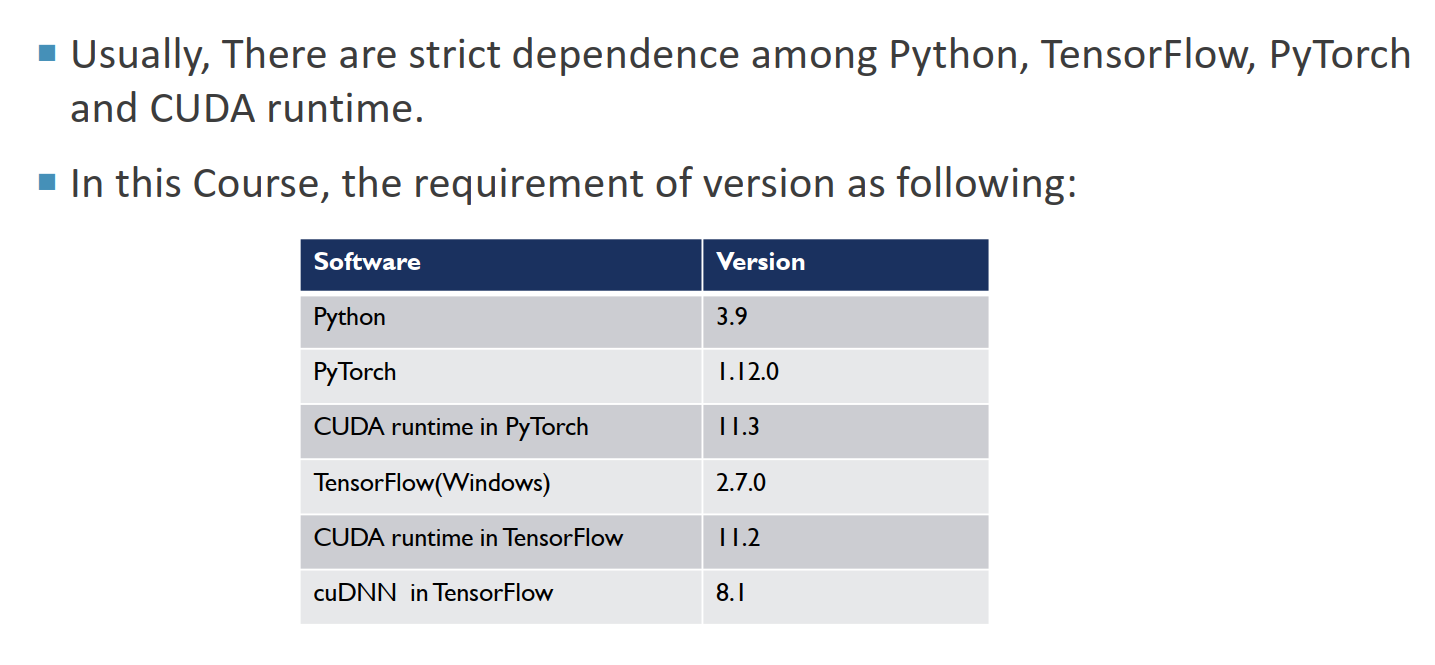 Usually, There are strict dependence among Python, TensorFlow, PyTorch
and CUDA runtime.
In this Course, the requirement of version as following:
Software Version
Python 3.9
PyTorch 1.12.0
CUDA runtime in PyTorch 11.3
TensorFlow(Windows) 2.7.0
CUDA runtime in TensorFlow 11.2
cuDNN in TensorFlow 8.1